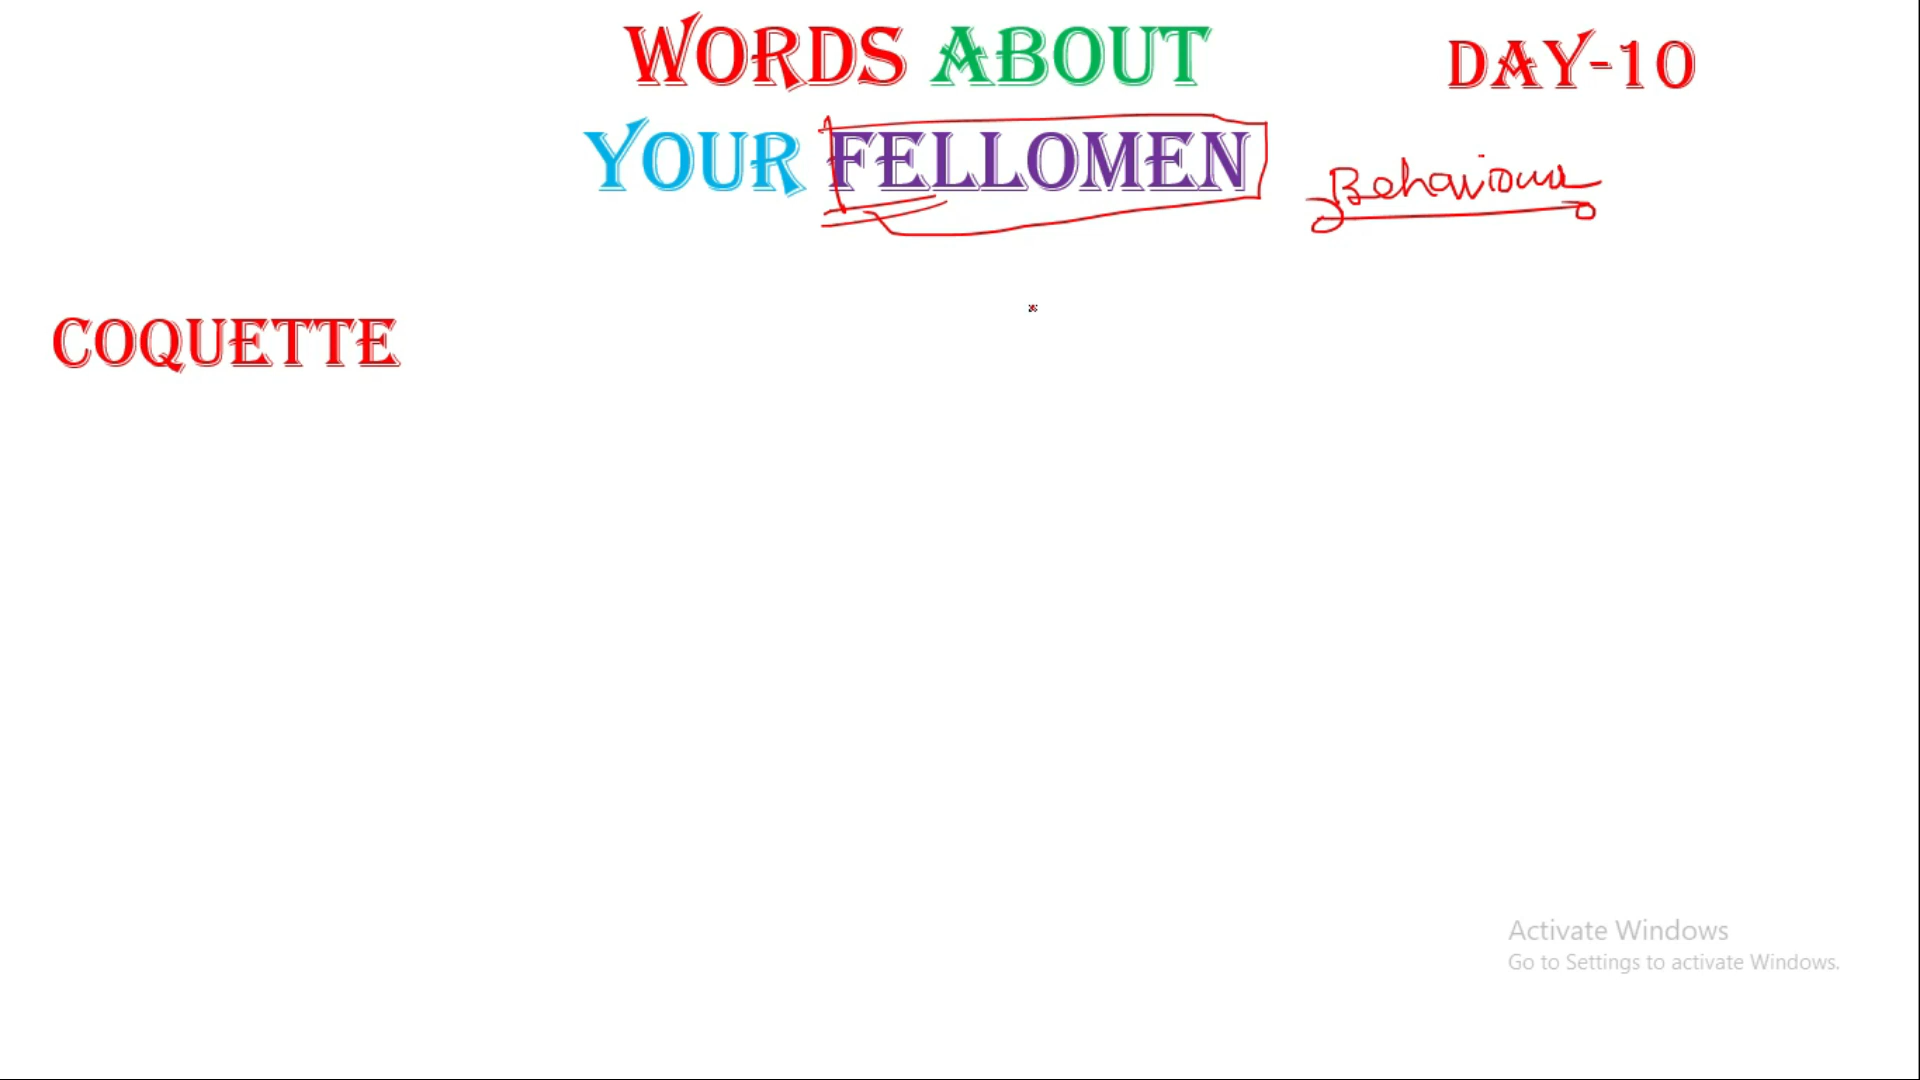 WORDS ABOUT
DAY-10
YOUR FELLOMEN
Behaviour
COQUETTE
Activate Windows
Go to Settings to activate Windows.